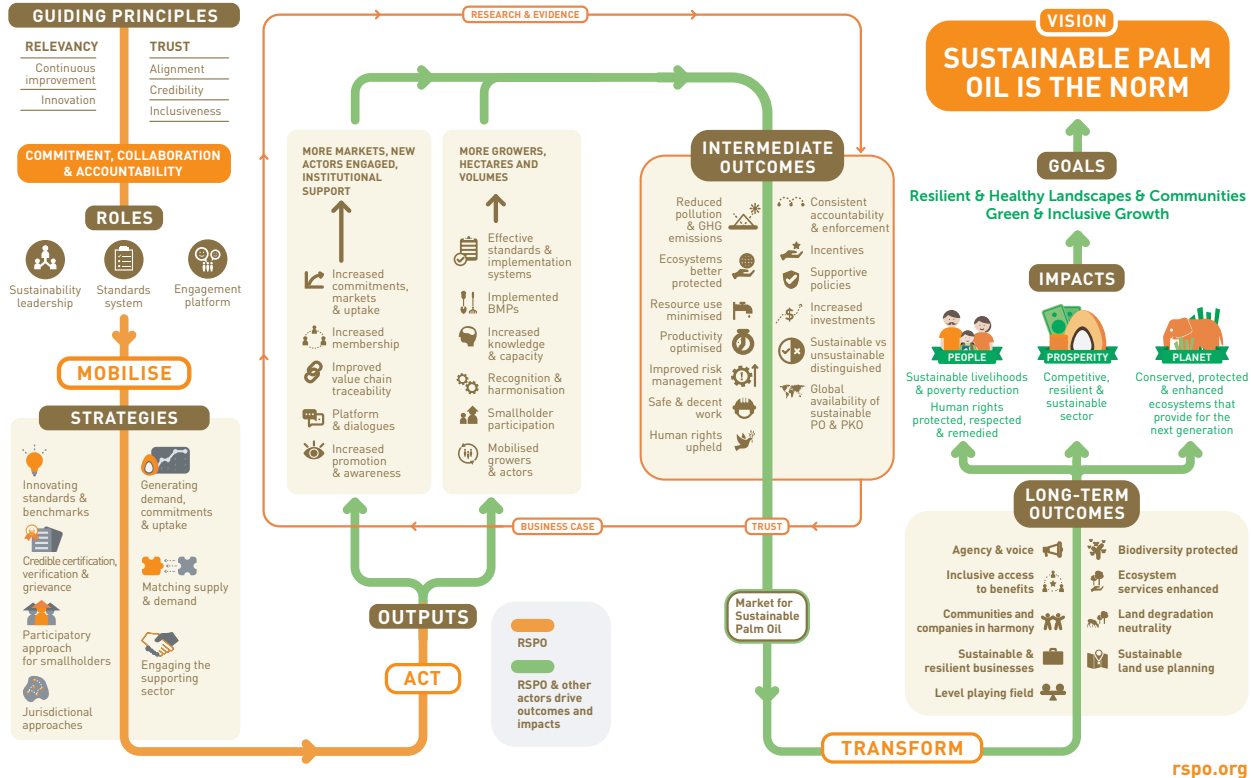 GUIDING PRINCIPLES
RELEVANCY
Continuous
improvement
Innovation
TRUST
Alignment
Credibility
Inclusiveness
COMMITMENT, COLLABORATION
& ACCOUNTABILITY
ROLES
Sustainability
leadership
Standards
system
Engagement
platform
MOBILISE
STRATEGIES
Innovating
standards &
benchmarks
Credible certification,
verification &
grievance
Participatory
approach
for smallholders
Jurisdictional
approaches
Generating
demand,
commitments
& uptake
Matching supply
& demand
Engaging the
supporting
sector
RESEARCH & EVIDENCE
MORE MARKETS, NEW
ACTORS ENGAGED,
INSTITUTIONAL
SUPPORT
Increased
commitments,
markets
& uptake
Increased
membership
Improved
value chain
traceability
Platform
& dialogues
Increased
promotion
& awareness
MORE GROWERS,
HECTARES AND
VOLUMES
Effective
standards &
implementation
systems
Implemented
BMPs
Increased
knowledge
& capacity
Recognition &
harmonisation
Smallholder
participation
Mobilised
growers
& actors
BUSINESS CASE
TRUST
OUTPUTS
ACT
RSPO
RSPO & other
actors drive
outcomes and
impacts
INTERMEDIATE
OUTCOMES
Reduced
pollution
& GHG
emissions
Ecosystems
better
protected
Resource use
minimised
Productivity
optimised
Improved risk
management
Safe & decent
work
Human rights
upheld
Consistent
accountability
& enforcement
Incentives
Supportive
policies
Increased
investments
$
Sustainable vs
unsustainable
distinguished
Global
availability of
sustainable
PO & PKO
Market for
Sustainable
Palm Oil
TRANSFORM
VISION
SUSTAINABLE PALM
OIL IS THE NORM
GOALS
Resilient & Healthy Landscapes & Communities
Green & Inclusive Growth
IMPACTS
PEOPLE
Sustainable livelihoods
& poverty reduction
Human rights
protected, respected
& remedied
PROSPERITY
Competitive,
resilient &
sustainable
sector
PLANET
Conserved, protected
& enhanced
ecosystems that
provide for the
next generation
LONG-TERM
OUTCOMES
Agency & voice
Inclusive access
to benefits
Communities and
companies in harmony
Sustainable &
resilient businesses
Level playing field
Biodiversity protected
Ecosystem
services enhanced
Land degradation
neutrality
Sustainable
land use planning
rspo.org